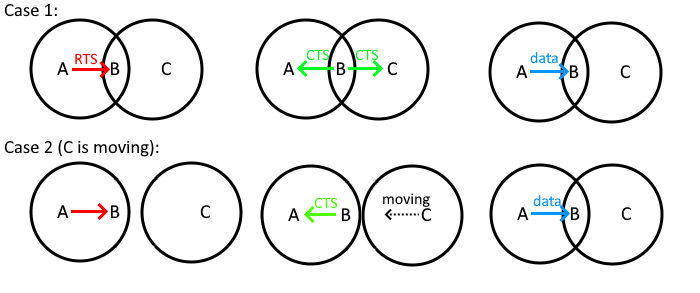 Case 1:
A RTS B C
CTS CTS
A B C
data
A B C
Case 2 (C is moving):
A B C
CTS moving
A B C
data
A B C